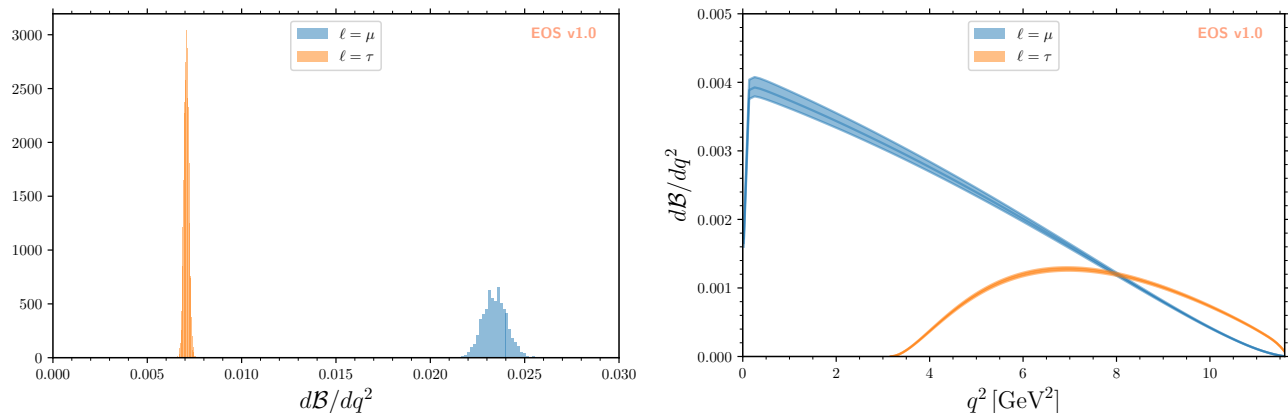 3000
2500
2000
1500
1000
500
0
0.000 0.005 0.010 0.015 0.020 0.025 0.030
dℬ/dq²
ℓ = μ
ℓ = τ
EOS v1.0
0.005
0.004
0.003
0.002
0.001
0.000
dℬ/dq²
0 2 4 6 8 10
q² [GeV²]
ℓ = μ
ℓ = τ
EOS v1.0